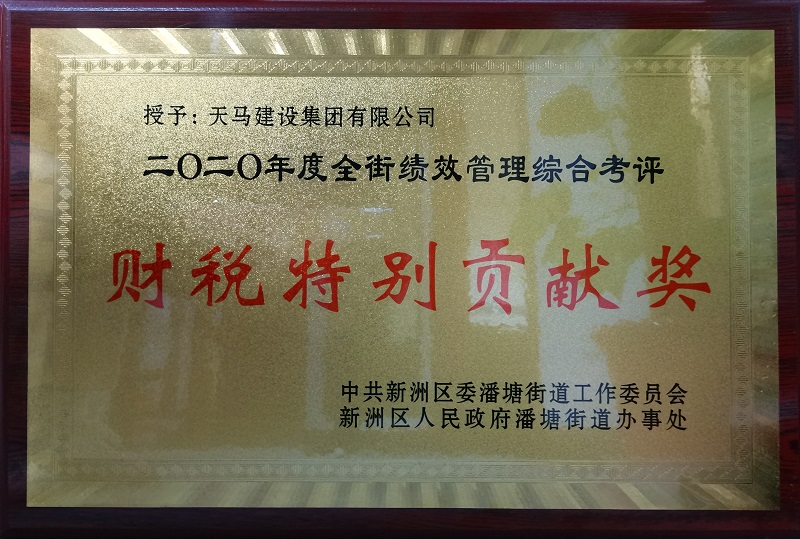 授予：天马建设集团有限公司
二〇二〇年度全街绩效管理综合考评
财税特别贡献奖
中共新洲区委潘塘街道工作委员会
新洲区人民政府潘塘街道办事处